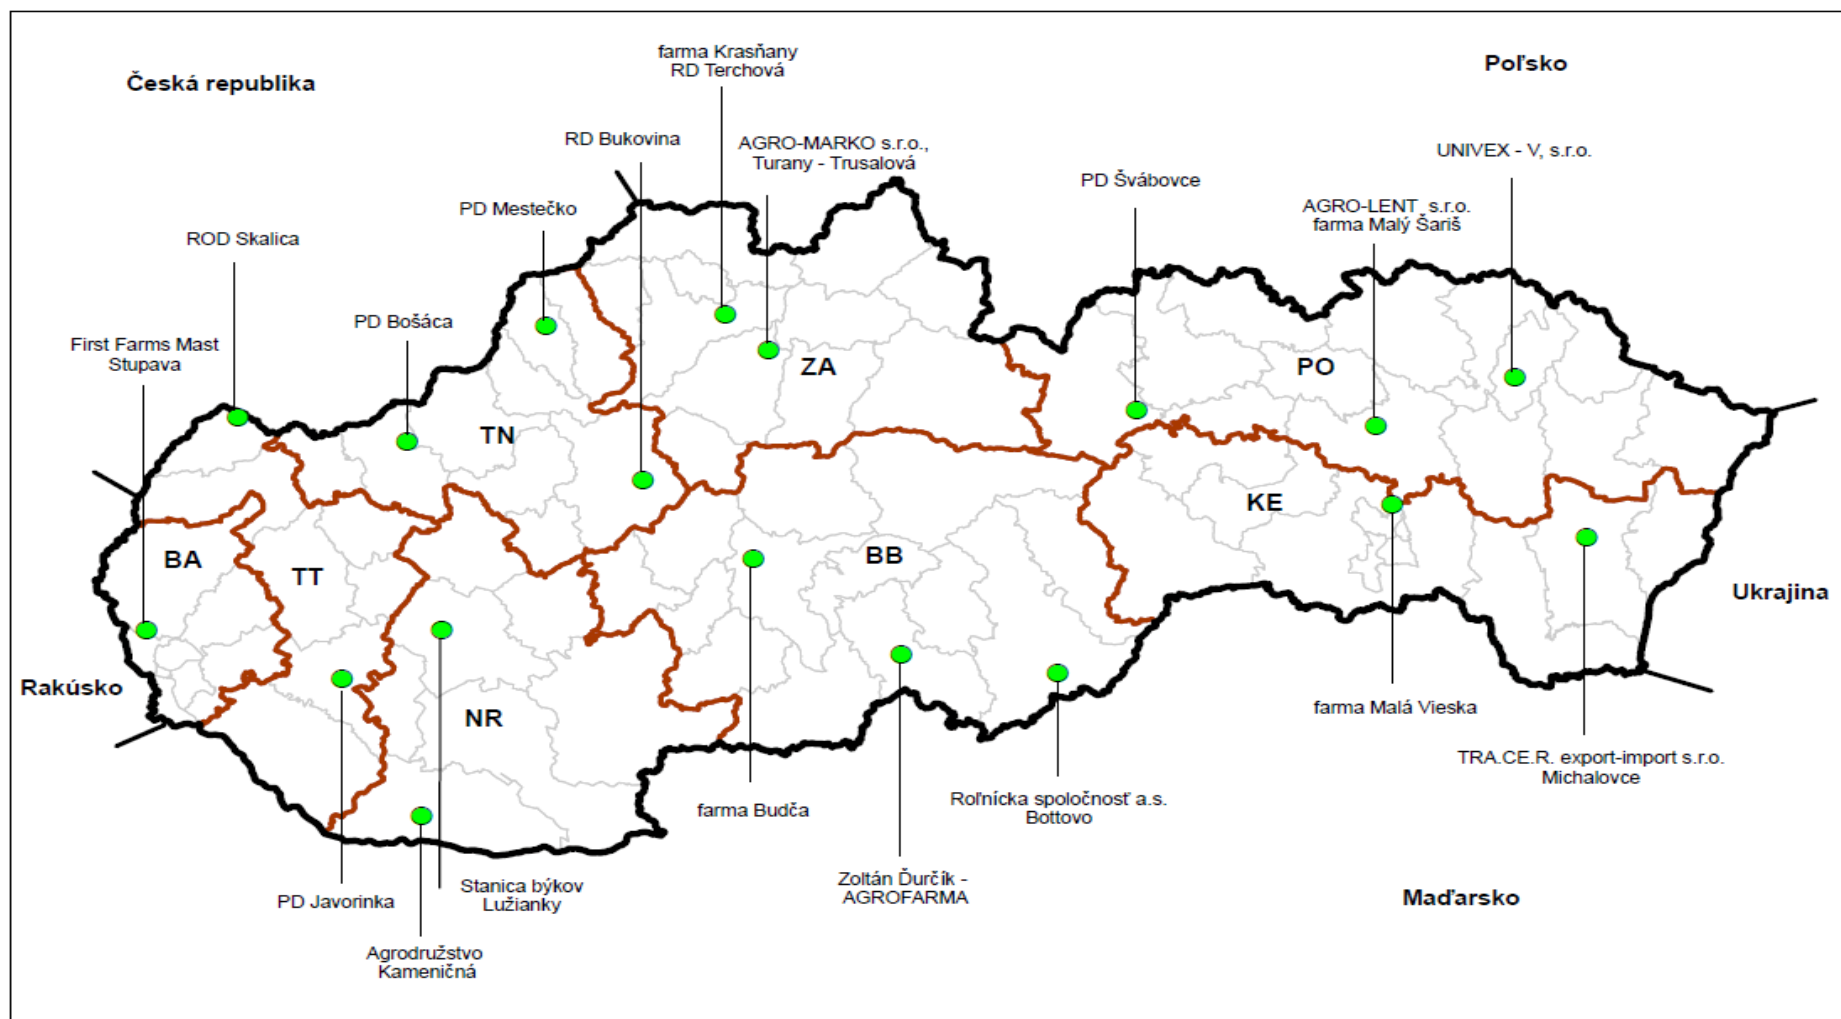 farma Krasňany
RD Terchová
Česká republika
Poľsko
RD Bukovina
AGRO-MARKO s.r.o.,
Turany - Trusalová
UNIVEX - V, s.r.o.
PD Švábovce
PD Mestečko
AGRO-LENT  s.r.o.
farma Malý Šariš
ROD Skalica
PD Bošáca
First Farms Mast
Stupava
ZA
PO
TN
KE
BA
TT
BB
Ukrajina
Rakúsko
NR
farma Malá Vieska
TRA.CE.R. export-import s.r.o.
Michalovce
farma Budča
Roľnícka spoločnosť a.s.
Bottovo
Zoltán Ďurčík -
AGROFARMA
Stanica býkov
Lužianky
PD Javorinka
Maďarsko
Agrodružstvo
Kameničná